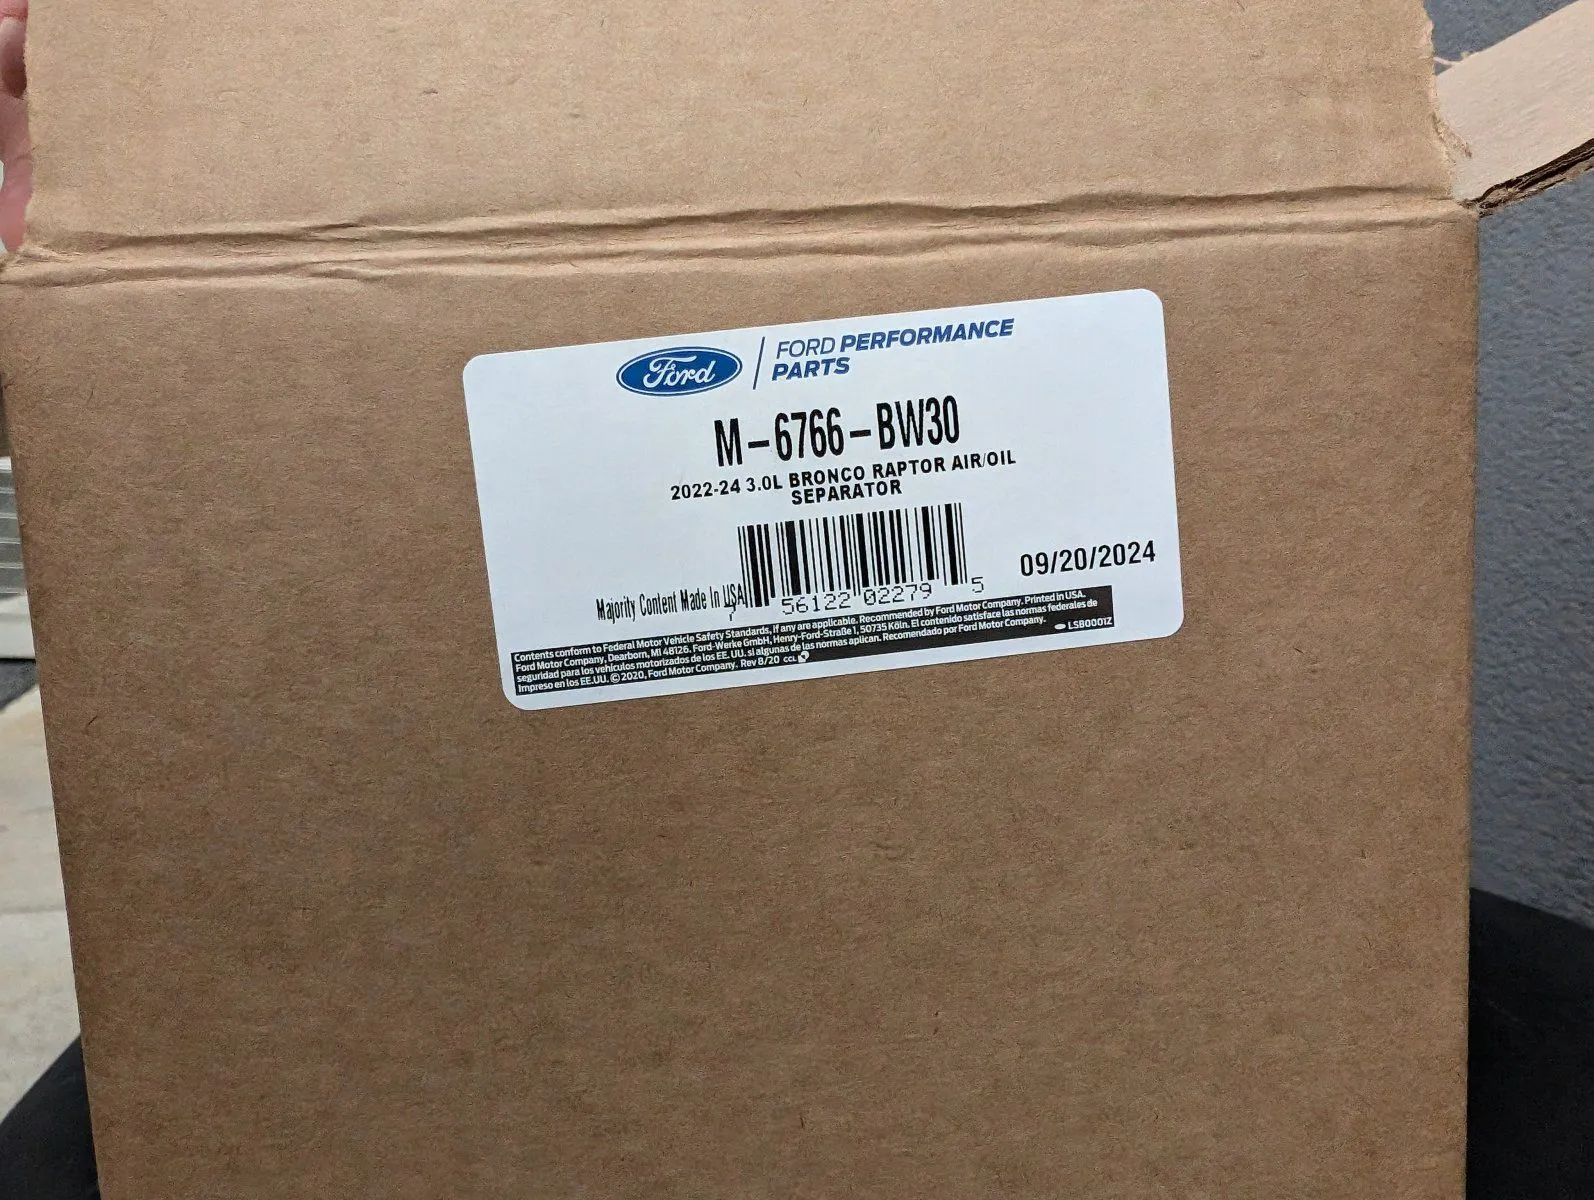 Ford
FORD PERFORMANCE
PARTS
M-6766-BW30
2022-24 3.0L BRONCO RAPTOR AIR/OIL
SEPARATOR
Majority Content Made In USA
7 56122 02279 5
09/20/2024
Contents conform to Federal Motor Vehicle Safety Standards, if any are applicable. Recommended by Ford Motor Company. Printed in USA.
Ford Motor Company, Dearborn, MI 48126. Ford-Werke GmbH, Henry-Ford-Straße 1, 50735 Köln. El contenido satisface las normas federales de
seguridad para los vehículos motorizados de los EE. UU. si algunas de las normas aplican. Recomendado por Ford Motor Company.
Impreso en los EE.UU. © 2020, Ford Motor Company. Rev 8/20 CCL
LSB0001Z